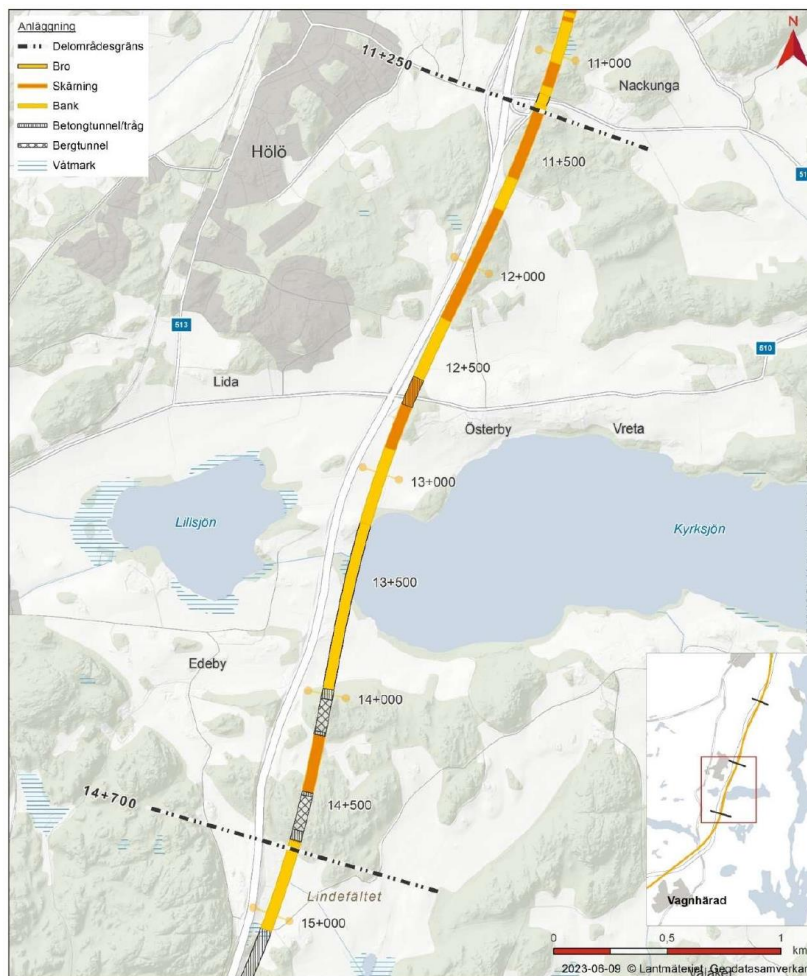 Anläggning
Delområdesgräns
Bro
Skärning
Bank
Betongtunnel/tråg
Bergtunnel
Våtmark
N
11+250
11+000
Nackunga
Hölö
11+500
12+000
513
510
12+500
Lida
Österby
Vreta
13+000
Lillsjön
Kyrksjön
13+500
Edeby
14+000
14+700
14+500
Lindefältet
15+000
Vagnhärad
0 0,5 1
km
2023-06-09 © Lantmäteriet, Geodatasamverkan